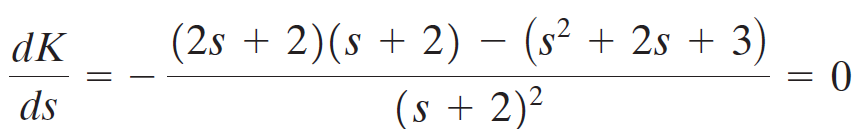 dK/ds = - ((2s + 2)(s + 2) - (s² + 2s + 3))/((s + 2)²) = 0